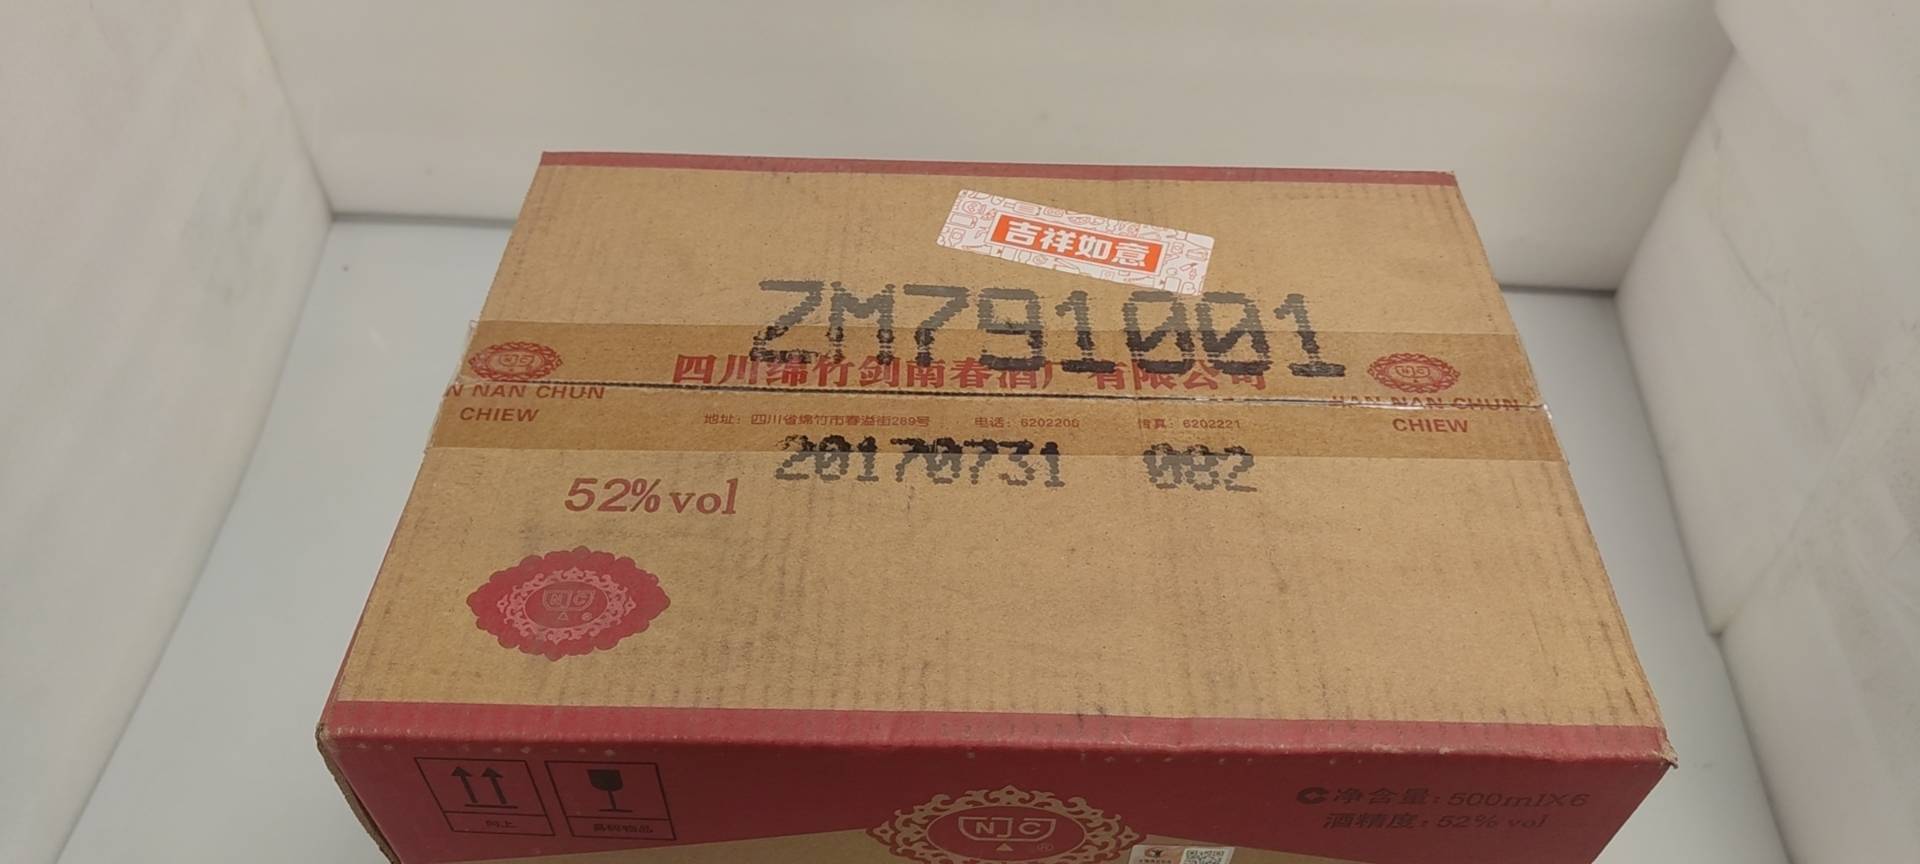 吉祥如意
ZM791001
四川绵竹剑南春酒厂有限公司
N NAN CHUN
CHIEW
JIAN NAN CHUN
CHIEW
地址：四川省绵竹市春溢街289号 电话：6202206 传真：6202221
20170731 082
52%vol
NJC
®
向上
易碎物品
NJC
®
净含量：500mlX6
酒精度：52% vol